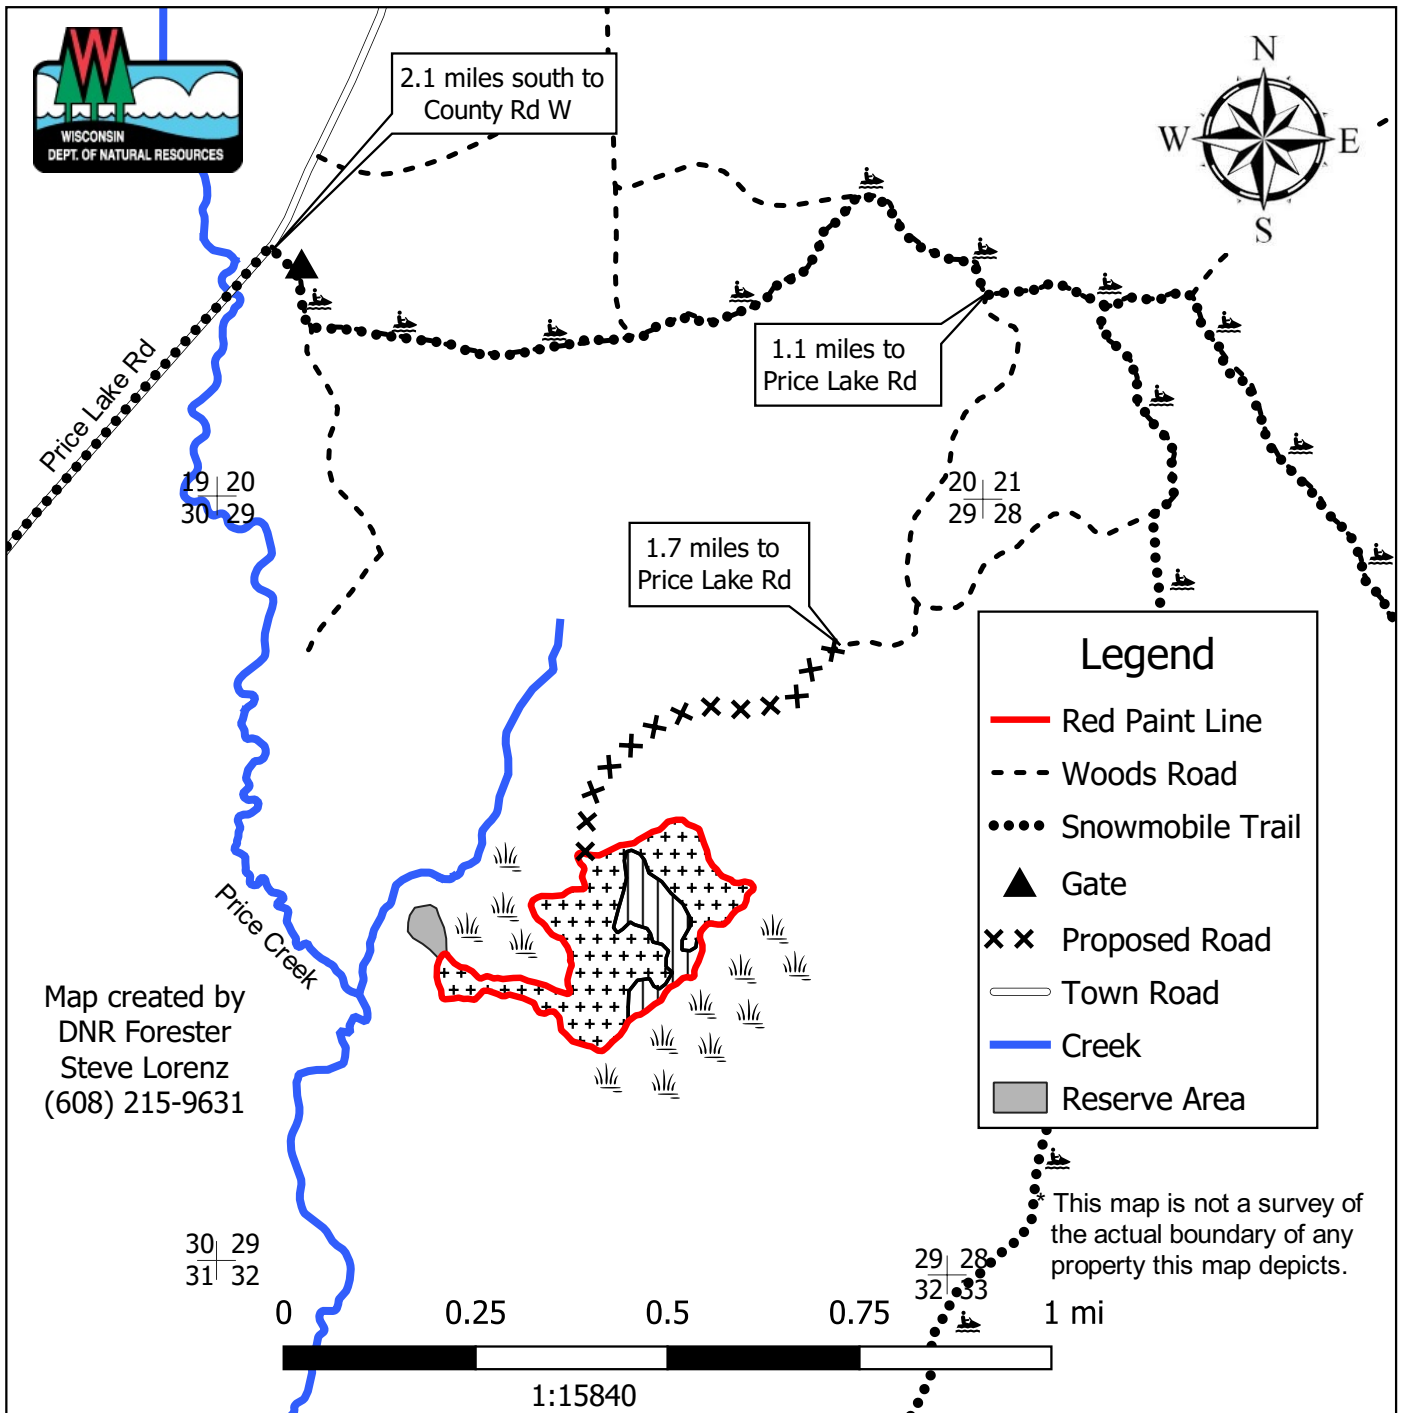 W
WISCONSIN
DEPT. OF NATURAL RESOURCES
2.1 miles south to
County Rd W
N
W
E
S
1.1 miles to
Price Lake Rd
Price Lake Rd
19 20
30 29
20 21
29 28
1.7 miles to
Price Lake Rd
Legend
Red Paint Line
Woods Road
Snowmobile Trail
Gate
Proposed Road
Town Road
Creek
Reserve Area
Price Creek
Map created by
DNR Forester
Steve Lorenz
(608) 215-9631
* This map is not a survey of
the actual boundary of any
property this map depicts.
30 29
31 32
29 28
32 33
0 0.25 0.5 0.75 1 mi
1:15840